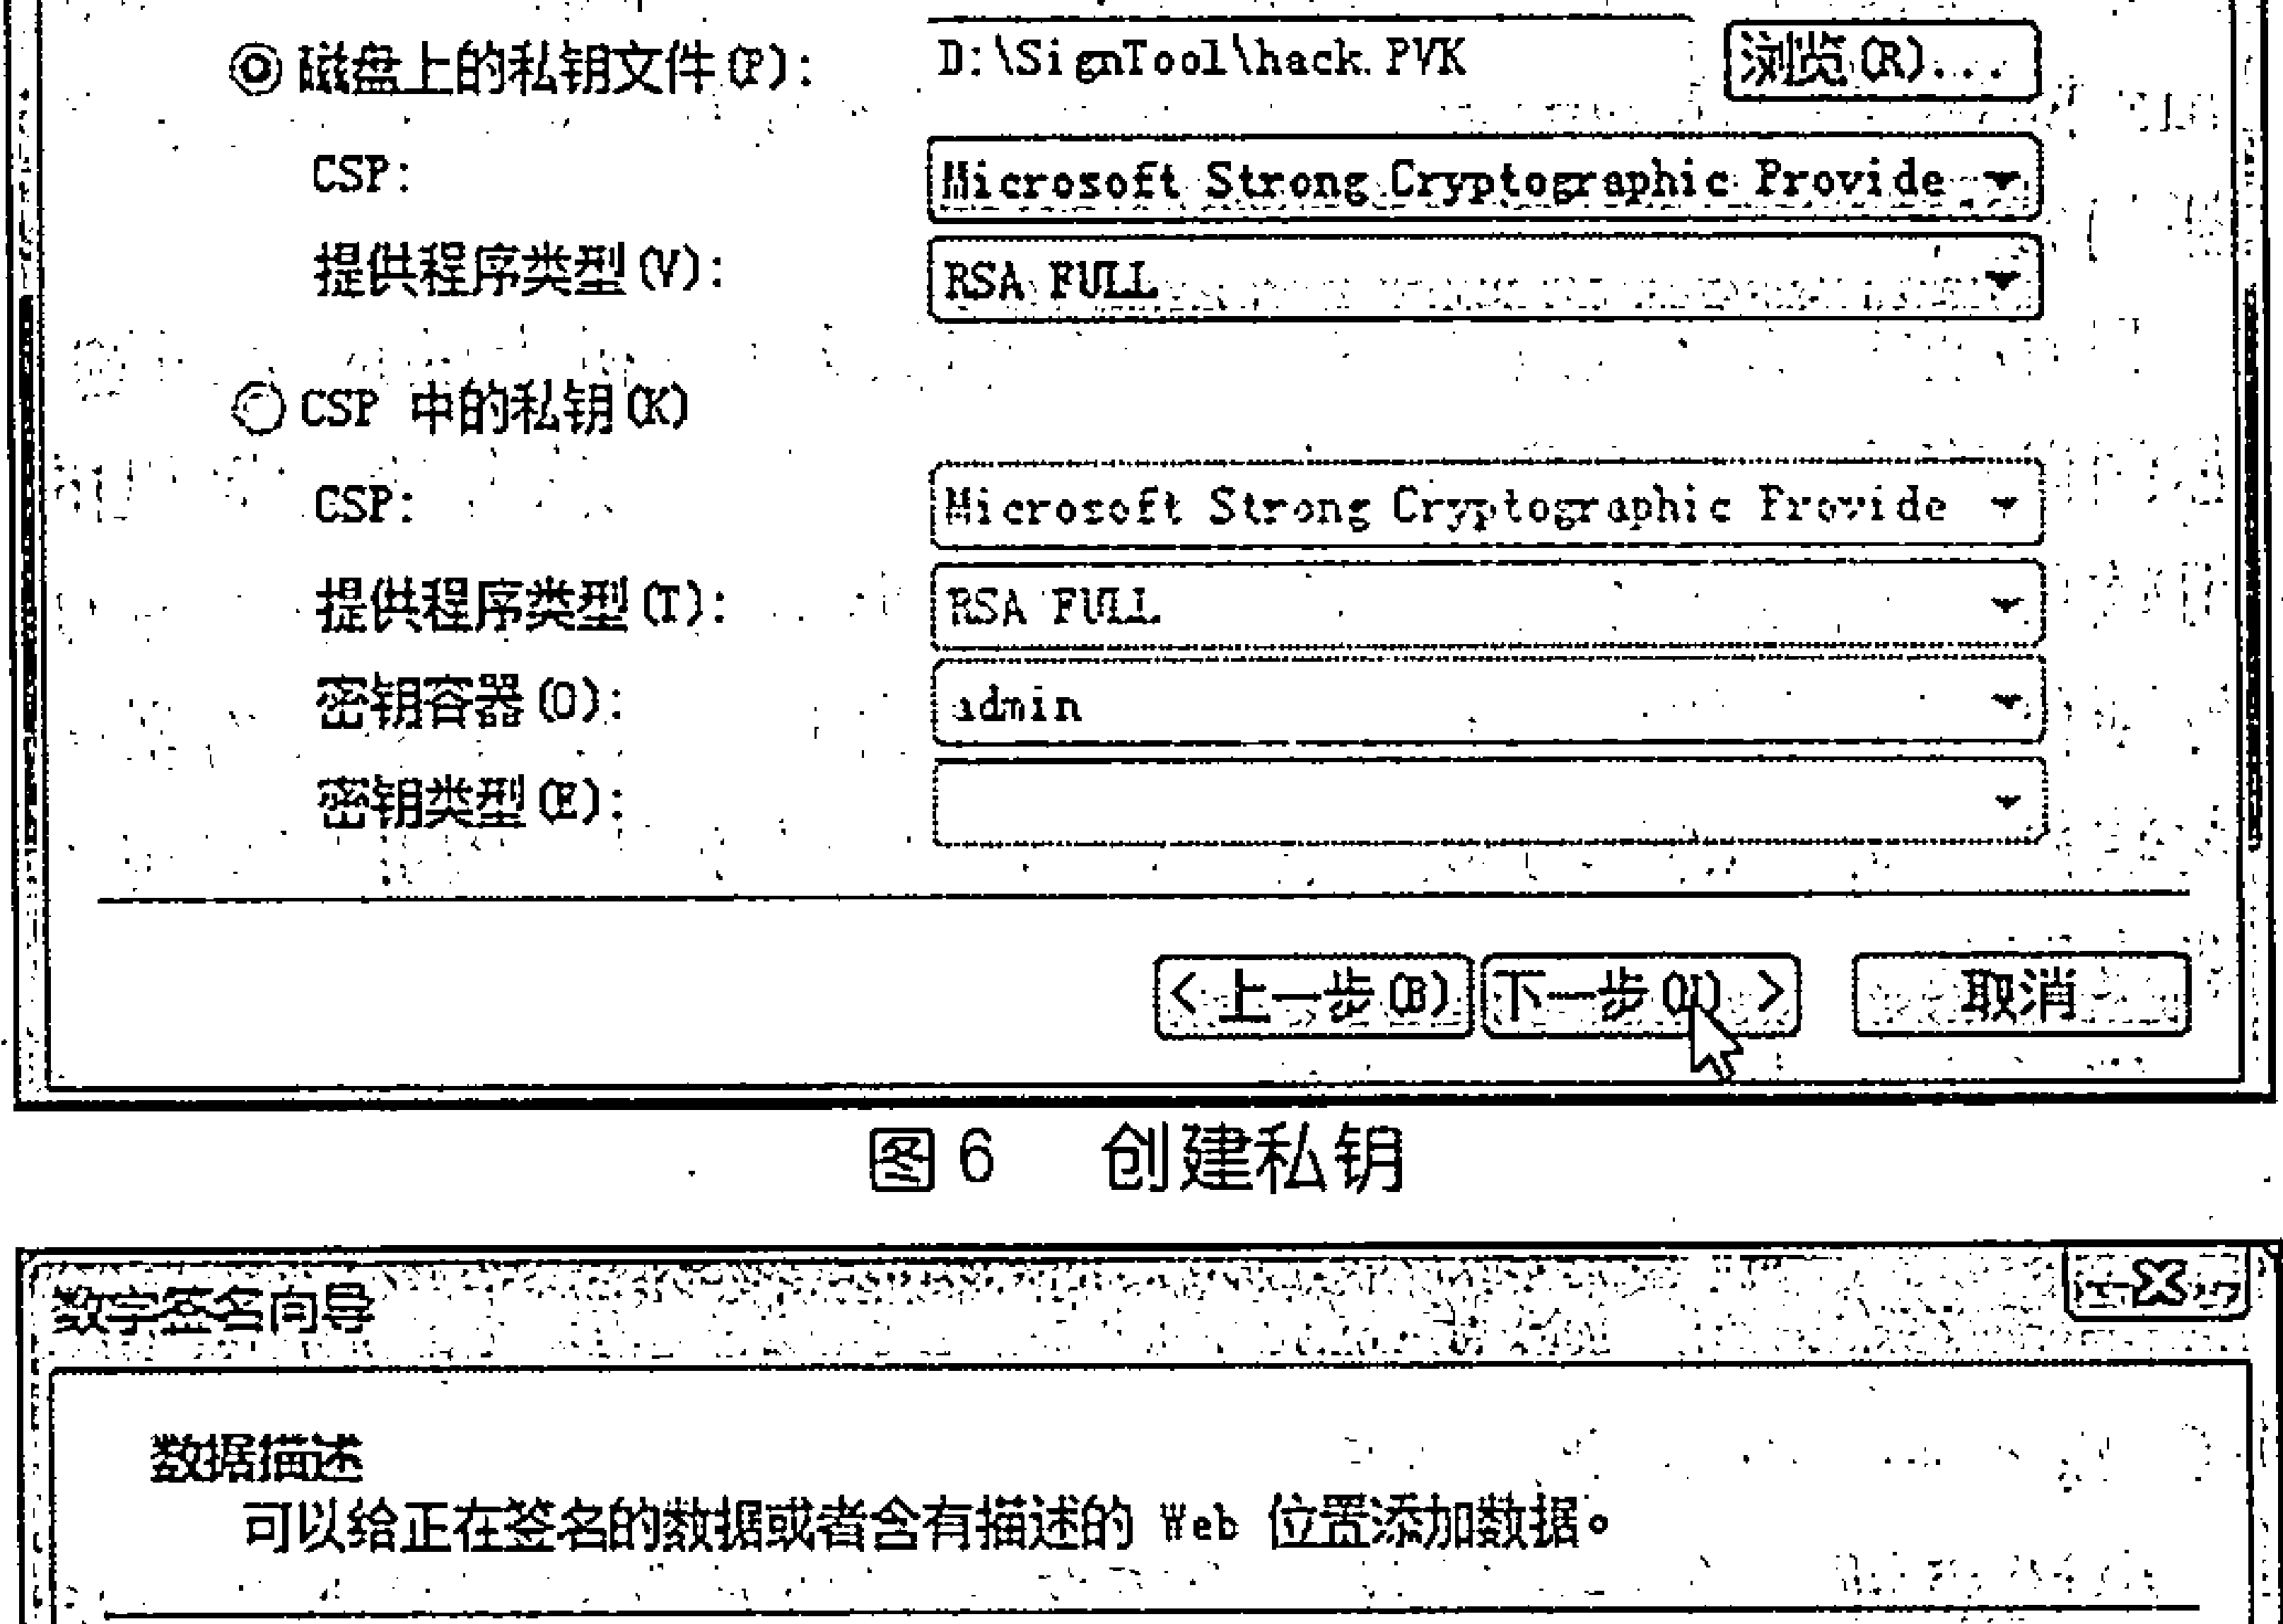 磁盘上的私钥文件(P): D:\SignTool\hack.PVK 浏览(R)...
CSP: Microsoft Strong Cryptographic Provide
提供程序类型(V): RSA FULL
CSP 中的私钥(K)
CSP: Microsoft Strong Cryptographic Provide
提供程序类型(T): RSA FULL
密钥容器(O): admin
密钥类型(E):
< 上一步(B) 下一步(N) > 取消
图 6 创建私钥
数字签名向导
数据描述
可以给正在签名的数据或者含有描述的 Web 位置添加数据。